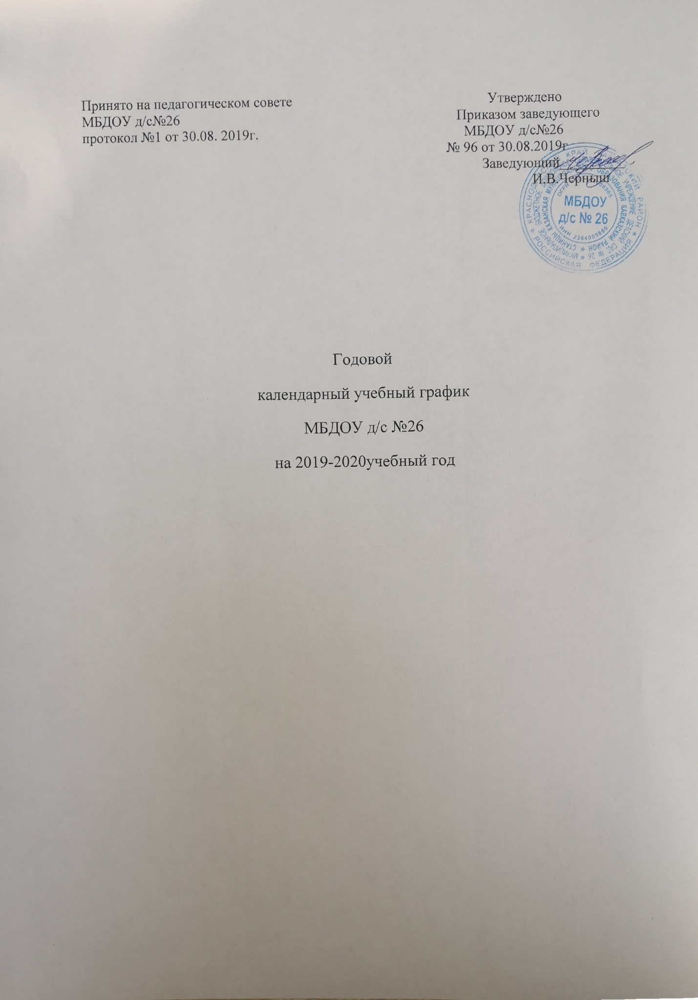 Принято на педагогическом совете
МБДОУ д/с№26
протокол №1 от 30.08. 2019г.
Утверждено
Приказом заведующего
МБДОУ д/с№26
№ 96 от 30.08.2019г
Заведующий
И.В.Черныш
МБДОУ
д/с № 26
ИНН 2364000890
РОССИЙСКАЯ ФЕДЕРАЦИЯ
Годовой
календарный учебный график
МБДОУ д/с №26
на 2019-2020учебный год